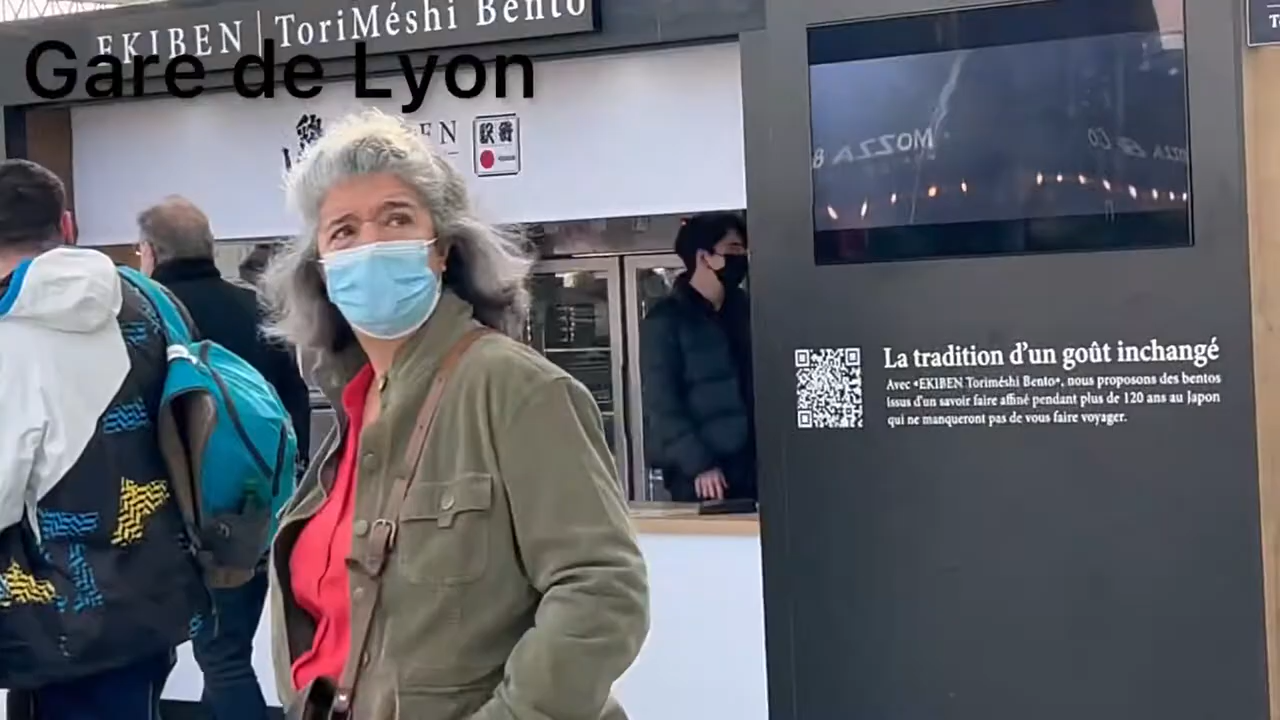 EKIBEN | ToriMéshi Bento
Gare de Lyon
EN
駅弁
MOZZA
La tradition d'un goût inchangé
Avec «EKIBEN Toriméshi Bento», nous proposons des bentos
issus d'un savoir faire affiné pendant plus de 120 ans au Japon
qui ne manqueront pas de vous faire voyager.